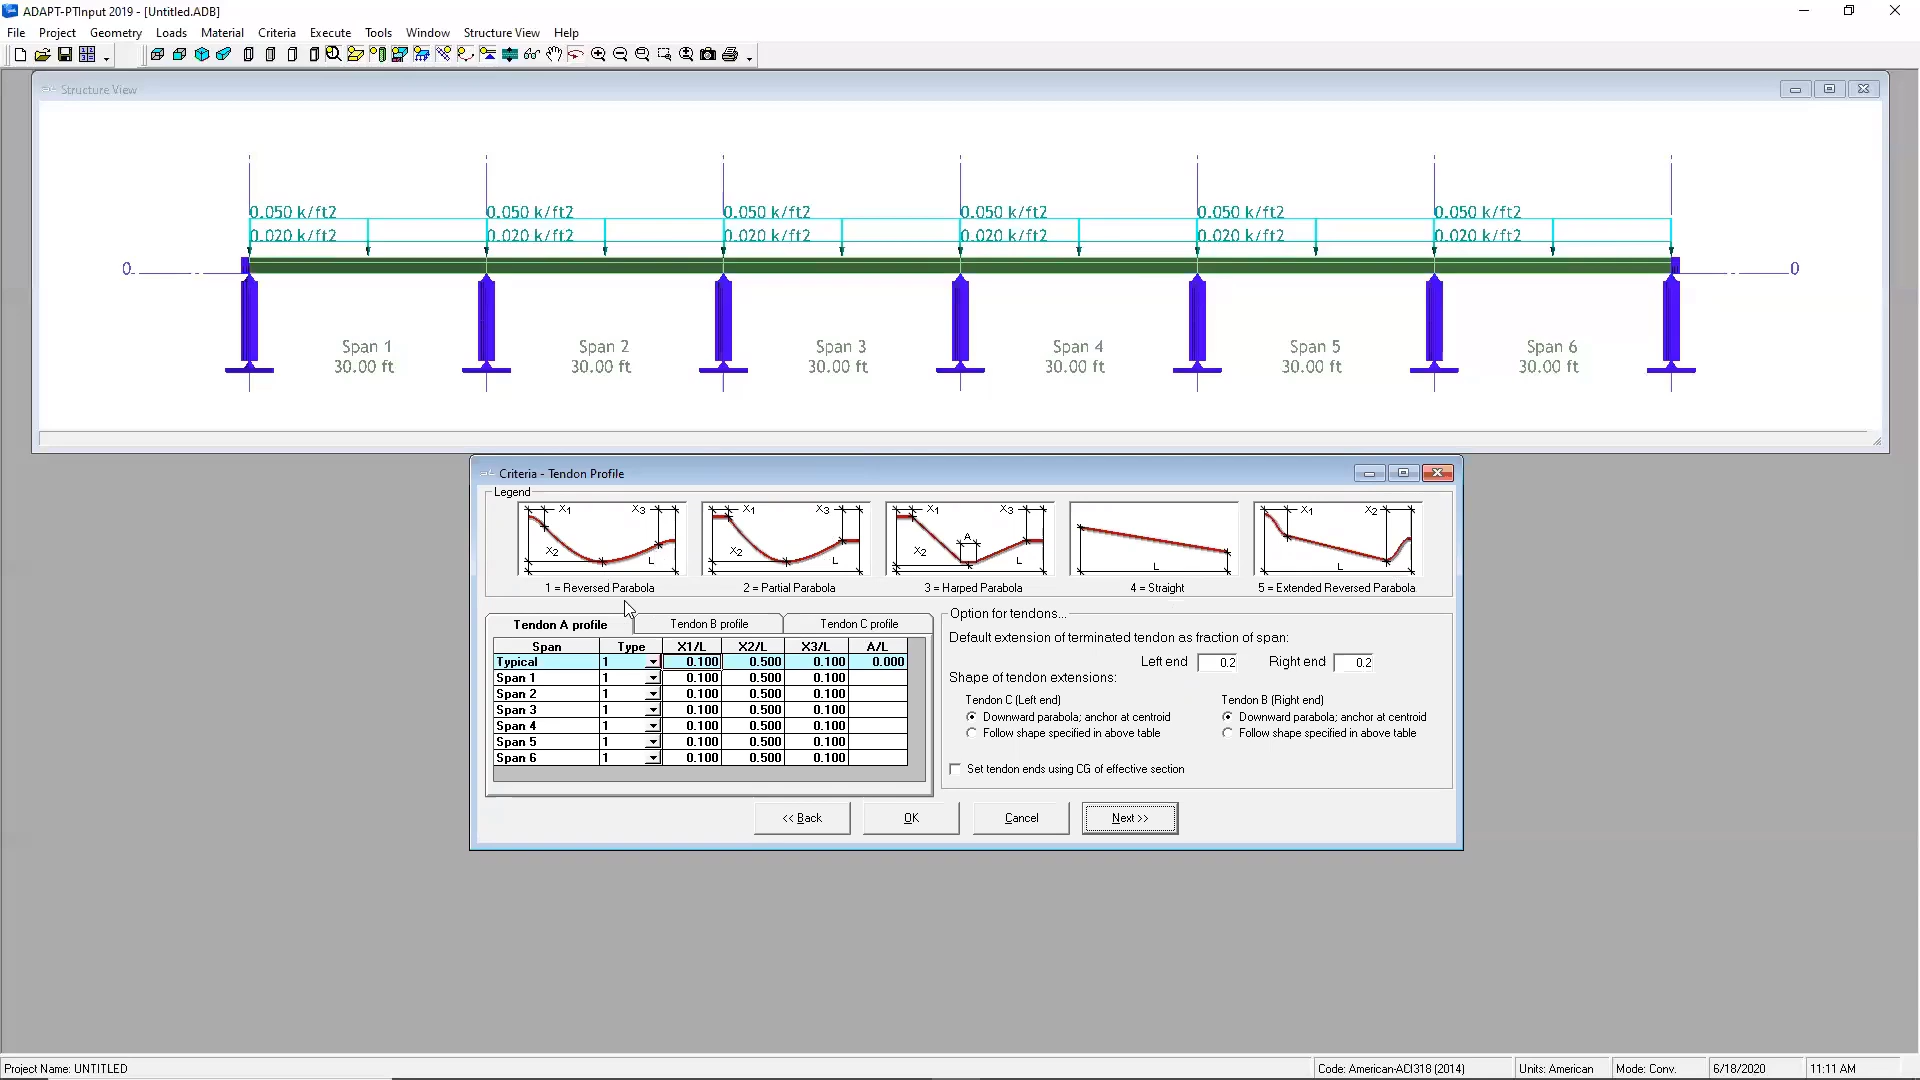 ADAPT-PTInput 2019 - [Untitled.ADB]
File Project Geometry Loads Material Criteria Execute Tools Window Structure View Help
Structure View
0.050 k/ft2 0.050 k/ft2 0.050 k/ft2 0.050 k/ft2 0.050 k/ft2 0.050 k/ft2
0.020 k/ft2 0.020 k/ft2 0.020 k/ft2 0.020 k/ft2 0.020 k/ft2 0.020 k/ft2
0 0
Span 1 Span 2 Span 3 Span 4 Span 5 Span 6
30.00 ft 30.00 ft 30.00 ft 30.00 ft 30.00 ft 30.00 ft
Criteria - Tendon Profile
Legend
X1 X3 X1 X3 X1 X3 X1 X2
A
X2 L X2 L X2 L L L
1 = Reversed Parabola 2 = Partial Parabola 3 = Harped Parabola 4 = Straight 5 = Extended Reversed Parabola
Tendon A profile Tendon B profile Tendon C profile
Span Type X1/L X2/L X3/L A/L
Typical 1 0.100 0.500 0.100 0.000
Span 1 1 0.100 0.500 0.100
Span 2 1 0.100 0.500 0.100
Span 3 1 0.100 0.500 0.100
Span 4 1 0.100 0.500 0.100
Span 5 1 0.100 0.500 0.100
Span 6 1 0.100 0.500 0.100
Option for tendons...
Default extension of terminated tendon as fraction of span:
Left end 0.2 Right end 0.2
Shape of tendon extensions:
Tendon C (Left end) Tendon B (Right end)
Downward parabola; anchor at centroid Downward parabola; anchor at centroid
Follow shape specified in above table Follow shape specified in above table
Set tendon ends using CG of effective section
<< Back OK Cancel Next >>
Project Name: UNTITLED Code: American-ACI318 (2014) Units: American Mode: Conv. 6/18/2020 11:11 AM